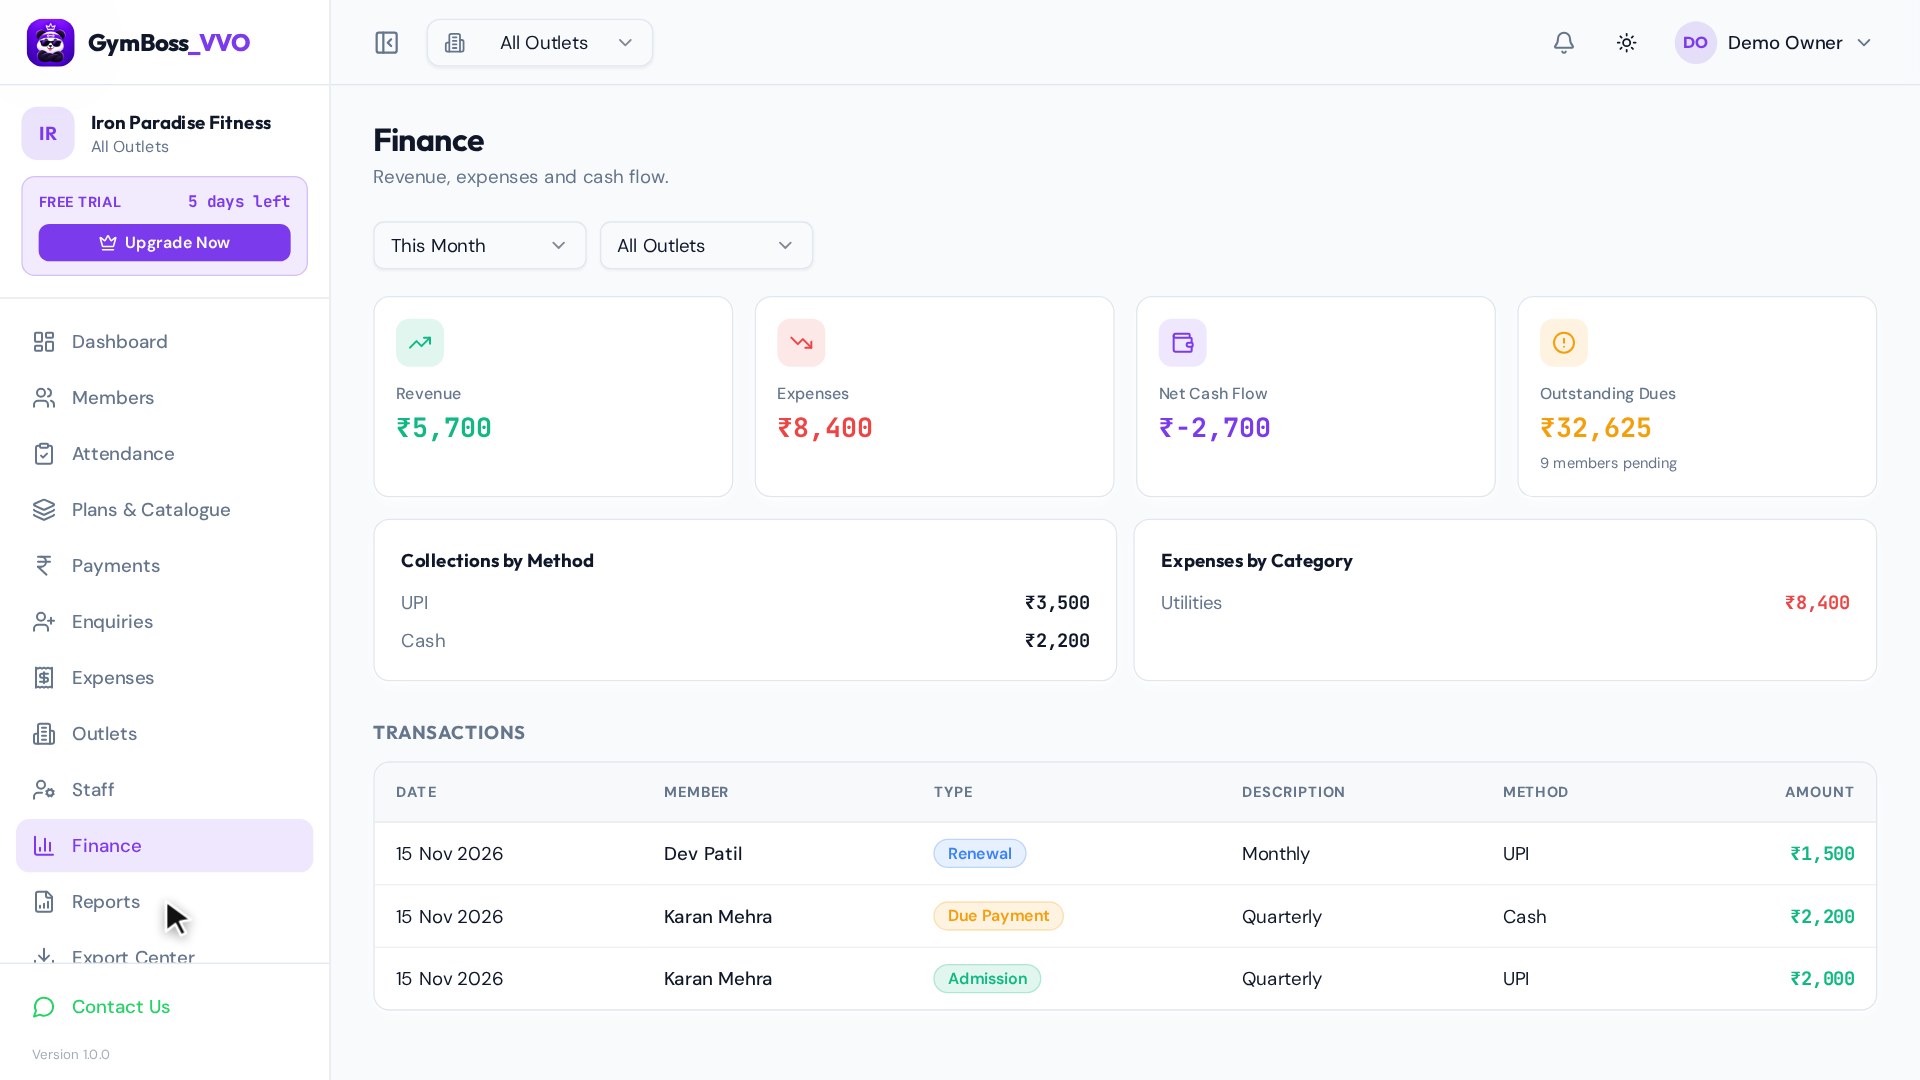 GymBoss_VVO
All Outlets
DO Demo Owner
IR
Iron Paradise Fitness
All Outlets
FREE TRIAL 5 days left
Upgrade Now
Dashboard
Members
Attendance
Plans & Catalogue
Payments
Enquiries
Expenses
Outlets
Staff
Finance
Reports
Export Center
Contact Us
Version 1.0.0
Finance
Revenue, expenses and cash flow.
This Month All Outlets
Revenue
₹5,700
Expenses
₹8,400
Net Cash Flow
₹-2,700
Outstanding Dues
₹32,625
9 members pending
Collections by Method
UPI ₹3,500
Cash ₹2,200
Expenses by Category
Utilities ₹8,400
TRANSACTIONS
DATE MEMBER TYPE DESCRIPTION METHOD AMOUNT
15 Nov 2026 Dev Patil Renewal Monthly UPI ₹1,500
15 Nov 2026 Karan Mehra Due Payment Quarterly Cash ₹2,200
15 Nov 2026 Karan Mehra Admission Quarterly UPI ₹2,000